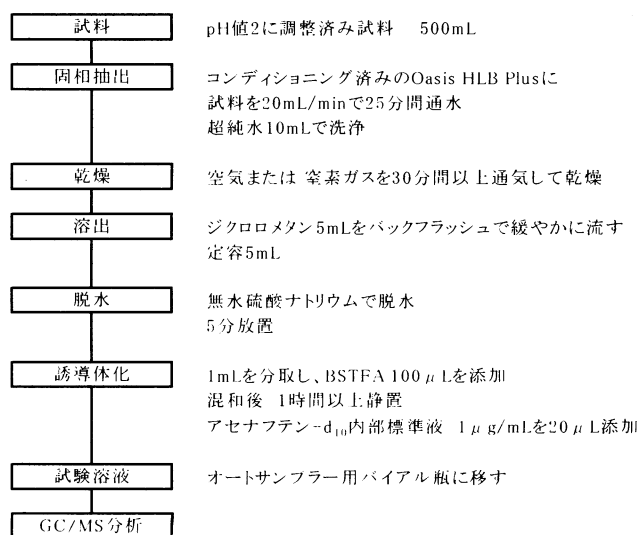 試料
pH値2に調整済み試料 500mL
固相抽出
コンディショニング済みのOasis HLB Plusに
試料を20mL/minで25分間通水
超純水10mLで洗浄
乾燥
空気または 窒素ガスを30分間以上通気して乾燥
溶出
ジクロロメタン5mLをバックフラッシュで緩やかに流す
定容5mL
脱水
無水硫酸ナトリウムで脱水
5分放置
誘導体化
1mLを分取し、BSTFA 100μLを添加
混和後 1時間以上静置
アセナフテン-d₁₀内部標準液 1μg/mLを20μL添加
試験溶液
オートサンプラー用バイアル瓶に移す
GC/MS分析